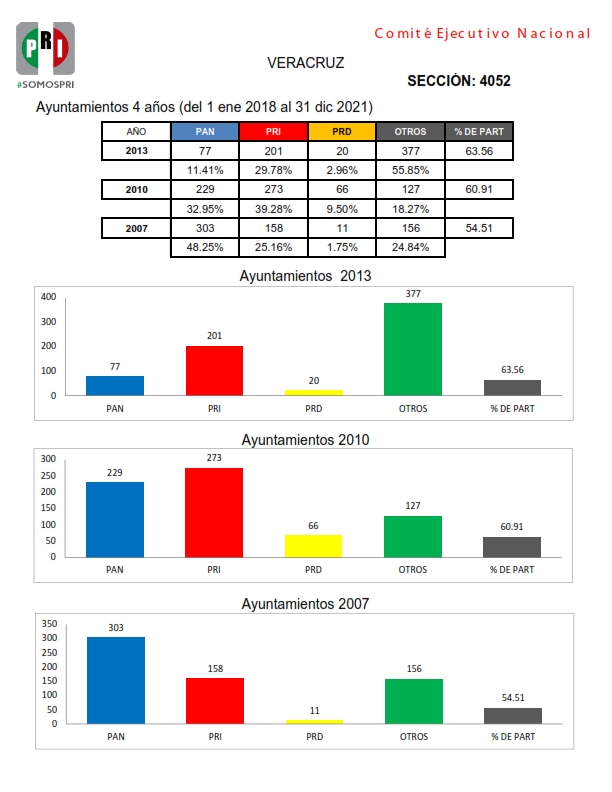 Comité Ejecutivo Nacional
PRI
#SOMOSPRI
VERACRUZ
SECCIÓN: 4052
Ayuntamientos 4 años (del 1 ene 2018 al 31 dic 2021)
AÑO PAN PRI PRD OTROS % DE PART
2013 77 201 20 377 63.56
11.41% 29.78% 2.96% 55.85%
2010 229 273 66 127 60.91
32.95% 39.28% 9.50% 18.27%
2007 303 158 11 156 54.51
48.25% 25.16% 1.75% 24.84%
Ayuntamientos 2013
400
300
200
100
0
77 201 20 377 63.56
PAN PRI PRD OTROS % DE PART
Ayuntamientos 2010
300
250
200
150
100
50
0
229 273 66 127 60.91
PAN PRI PRD OTROS % DE PART
Ayuntamientos 2007
350
300
250
200
150
100
50
0
303 158 11 156 54.51
PAN PRI PRD OTROS % DE PART